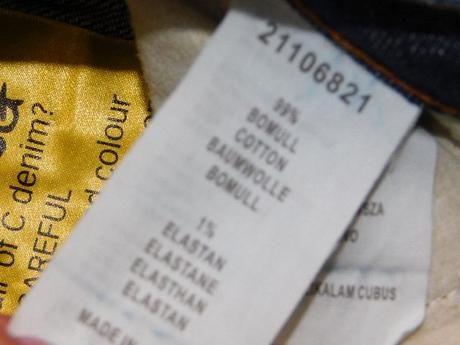 21106821
99%
BOMULL
COTTON
BAUMWOLLE
BOMULL
1%
ELASTAN
ELASTANE
ELASTHAN
ELASTAN
MADE IN
of C denim?
CAREFUL
d colour
KALAM CUBUS